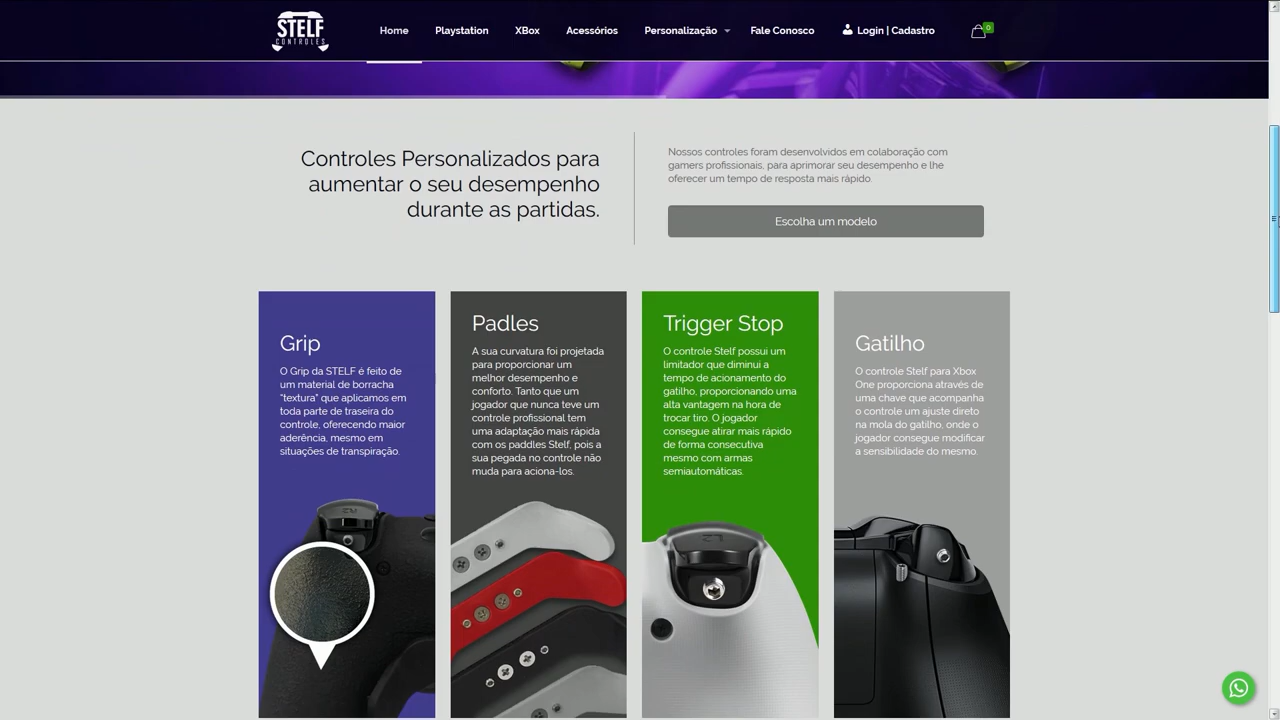 STELF
CONTROLES
Home
Playstation
XBox
Acessórios
Personalização
Fale Conosco
Login | Cadastro
0
Controles Personalizados para
aumentar o seu desempenho
durante as partidas.
Nossos controles foram desenvolvidos em colaboração com
gamers profissionais, para aprimorar seu desempenho e lhe
oferecer um tempo de resposta mais rápido.
Escolha um modelo
Grip
O Grip da STELF é feito de
um material de borracha
“textura” que aplicamos em
toda parte de traseira do
controle, oferecendo maior
aderência, mesmo em
situações de transpiração.
Padles
A sua curvatura foi projetada
para proporcionar um
melhor desempenho e
conforto. Tanto que um
jogador que nunca teve um
controle profissional tem
uma adaptação mais rápida
com os paddles Stelf, pois a
sua pegada no controle não
muda para aciona-los.
Trigger Stop
O controle Stelf possui um
limitador que diminui a
tempo de acionamento do
gatilho, proporcionando uma
alta vantagem na hora de
trocar tiro. O jogador
consegue atirar mais rápido
de forma consecutiva
mesmo com armas
semiautomáticas.
L2
Gatilho
O controle Stelf para Xbox
One proporciona através de
uma chave que acompanha
o controle um ajuste direto
na mola do gatilho, onde o
jogador consegue modificar
a sensibilidade do mesmo.